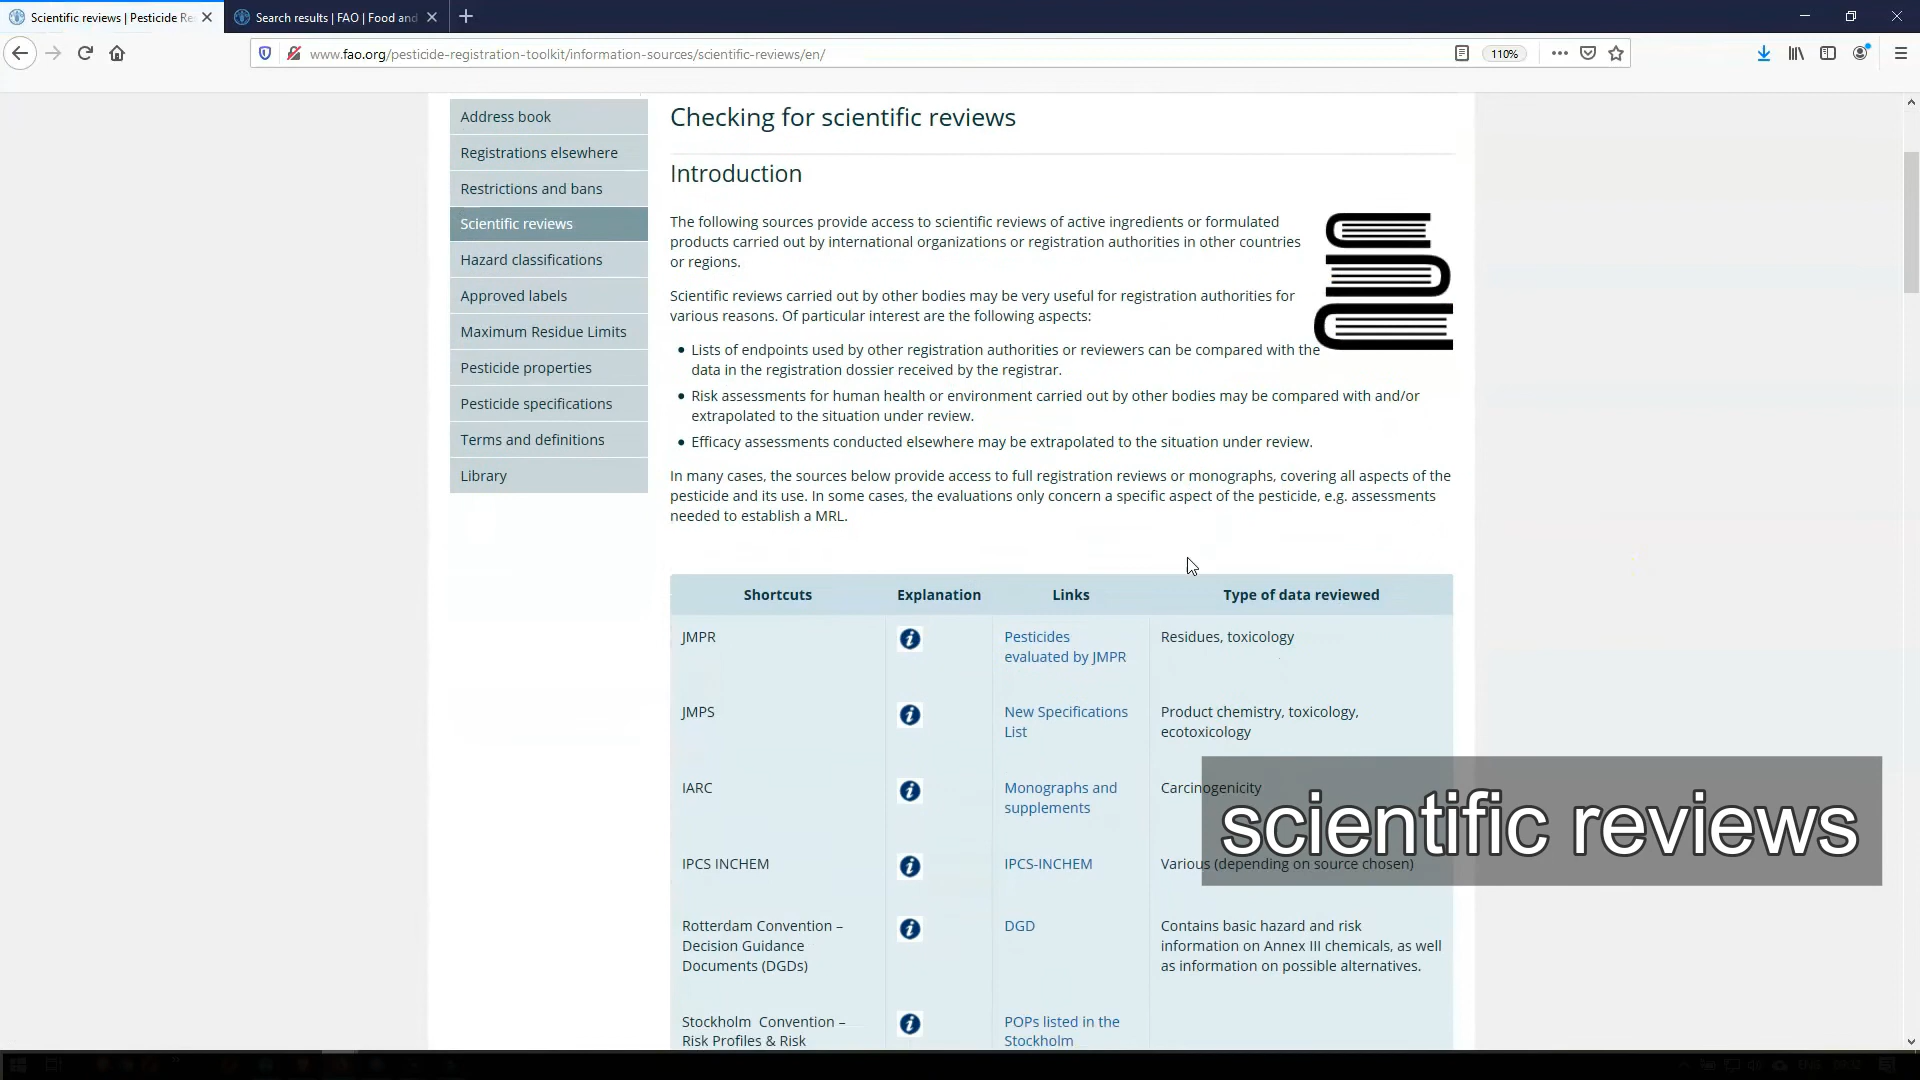 Scientific reviews | Pesticide Re
Search results | FAO | Food and
www.fao.org/pesticide-registration-toolkit/information-sources/scientific-reviews/en/
110%
Address book
Registrations elsewhere
Restrictions and bans
Scientific reviews
Hazard classifications
Approved labels
Maximum Residue Limits
Pesticide properties
Pesticide specifications
Terms and definitions
Library
Checking for scientific reviews
Introduction
The following sources provide access to scientific reviews of active ingredients or formulated
products carried out by international organizations or registration authorities in other countries
or regions.
Scientific reviews carried out by other bodies may be very useful for registration authorities for
various reasons. Of particular interest are the following aspects:
Lists of endpoints used by other registration authorities or reviewers can be compared with the
data in the registration dossier received by the registrar.
Risk assessments for human health or environment carried out by other bodies may be compared with and/or
extrapolated to the situation under review.
Efficacy assessments conducted elsewhere may be extrapolated to the situation under review.
In many cases, the sources below provide access to full registration reviews or monographs, covering all aspects of the
pesticide and its use. In some cases, the evaluations only concern a specific aspect of the pesticide, e.g. assessments
needed to establish a MRL.
Shortcuts Explanation Links Type of data reviewed
JMPR
Pesticides
evaluated by JMPR
Residues, toxicology
JMPS
New Specifications
List
Product chemistry, toxicology,
ecotoxicology
IARC
Monographs and
supplements
Carcinogenicity
IPCS INCHEM
IPCS-INCHEM
Various (depending on source chosen)
Rotterdam Convention –
Decision Guidance
Documents (DGDs)
DGD
Contains basic hazard and risk
information on Annex III chemicals, as well
as information on possible alternatives.
Stockholm Convention –
Risk Profiles & Risk
POPs listed in the
Stockholm
scientific reviews